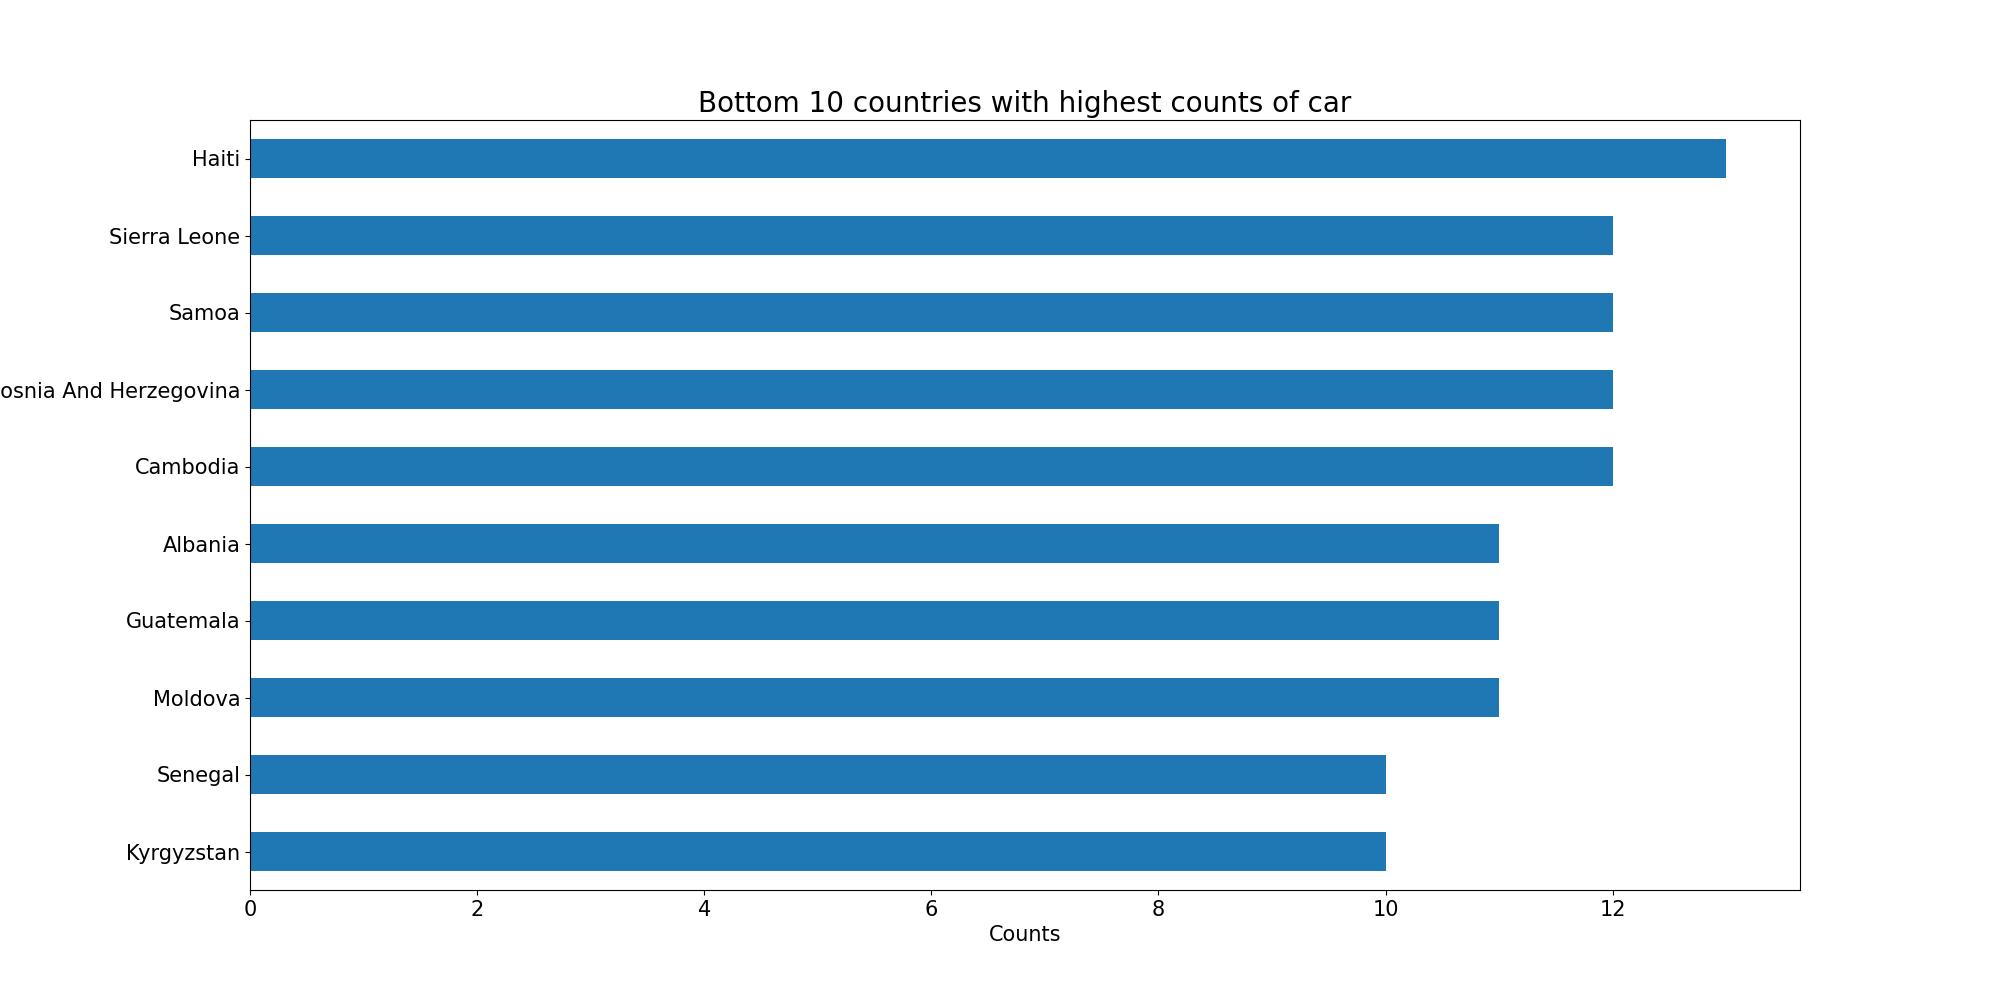 Bottom 10 countries with highest counts of car
Haiti
Sierra Leone
Samoa
osnia And Herzegovina
Cambodia
Albania
Guatemala
Moldova
Senegal
Kyrgyzstan
0 2 4 6 8 10 12
Counts